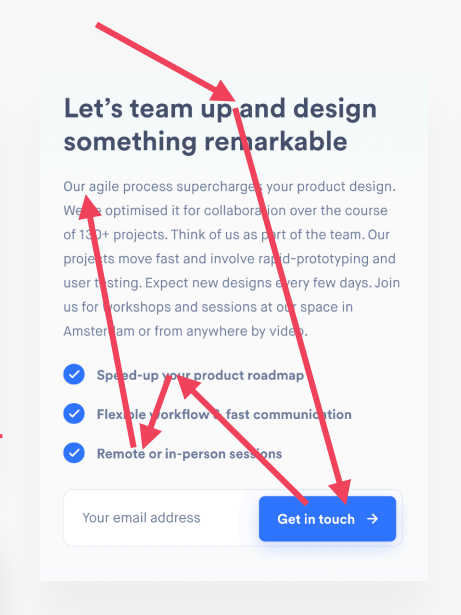 Let's team up and design
something remarkable
Our agile process supercharges your product design.
We've optimised it for collaboration over the course
of 130+ projects. Think of us as part of the team. Our
projects move fast and involve rapid-prototyping and
user testing. Expect new designs every few days. Join
us for workshops and sessions at our space in
Amsterdam or from anywhere by video.
Speed-up your product roadmap
Flexible workflow & fast communication
Remote or in-person sessions
Your email address
Get in touch →